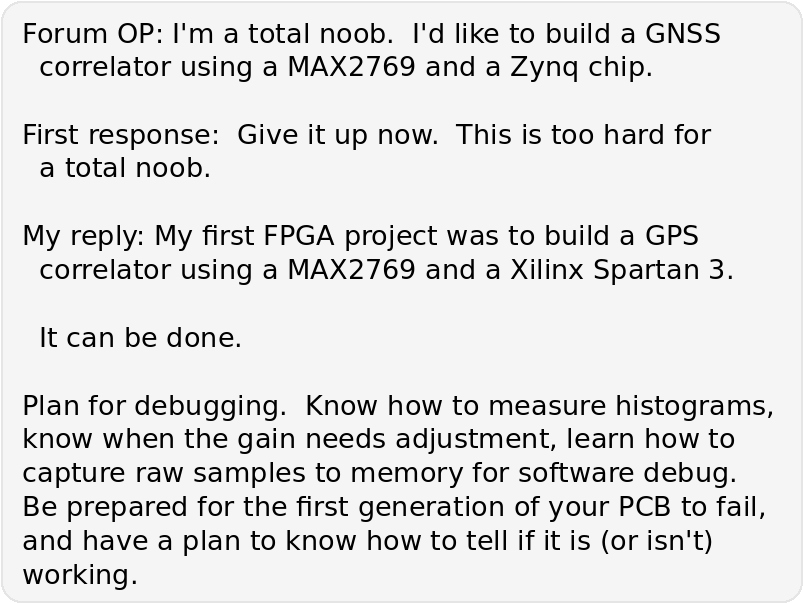 Forum OP: I'm a total noob.  I'd like to build a GNSS
correlator using a MAX2769 and a Zynq chip.
First response:  Give it up now.  This is too hard for
a total noob.
My reply: My first FPGA project was to build a GPS
correlator using a MAX2769 and a Xilinx Spartan 3.
It can be done.
Plan for debugging.  Know how to measure histograms,
know when the gain needs adjustment, learn how to
capture raw samples to memory for software debug.
Be prepared for the first generation of your PCB to fail,
and have a plan to know how to tell if it is (or isn't)
working.